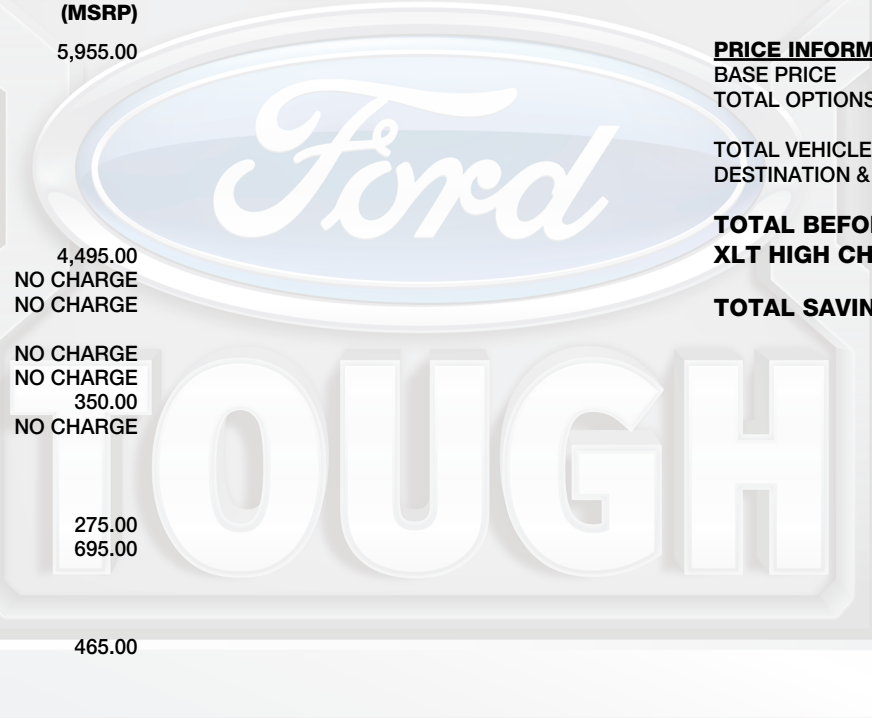 (MSRP)
5,955.00
4,495.00
NO CHARGE
NO CHARGE
NO CHARGE
NO CHARGE
350.00
NO CHARGE
275.00
695.00
465.00
Ford
TOUGH
PRICE INFORM
BASE PRICE
TOTAL OPTIONS
TOTAL VEHICLE
DESTINATION &
TOTAL BEFO
XLT HIGH CH
TOTAL SAVIN